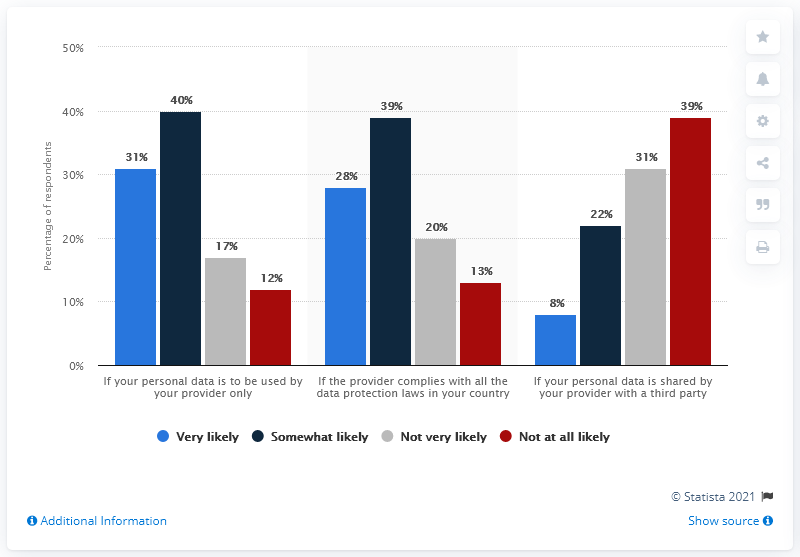 50%
40%
30%
20%
10%
0%
Percentage of respondents
31%
40%
17%
12%
28%
39%
20%
13%
8%
22%
31%
39%
If your personal data is to be used by
your provider only
If the provider complies with all the
data protection laws in your country
If your personal data is shared by
your provider with a third party
Very likely
Somewhat likely
Not very likely
Not at all likely
© Statista 2021
Additional Information
Show source